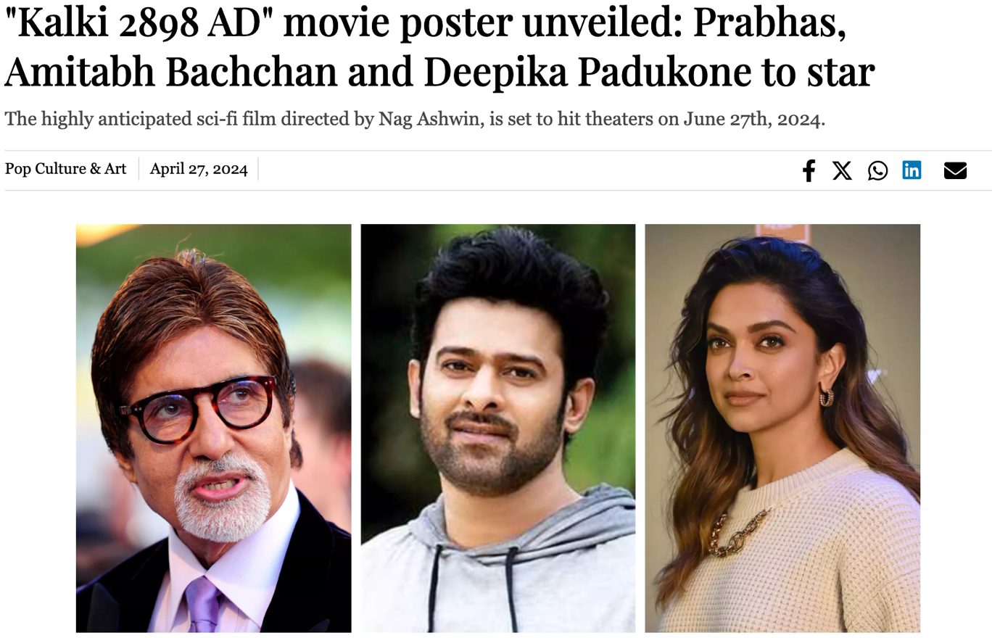 "Kalki 2898 AD" movie poster unveiled: Prabhas,
Amitabh Bachchan and Deepika Padukone to star
The highly anticipated sci-fi film directed by Nag Ashwin, is set to hit theaters on June 27th, 2024.
Pop Culture & Art April 27, 2024